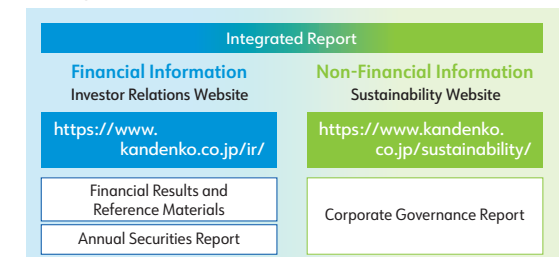 Integrated Report
Financial Information
Investor Relations Website
https://www.
kandenko.co.jp/ir/
Financial Results and
Reference Materials
Annual Securities Report
Non-Financial Information
Sustainability Website
https://www.kandenko.
co.jp/sustainability/
Corporate Governance Report